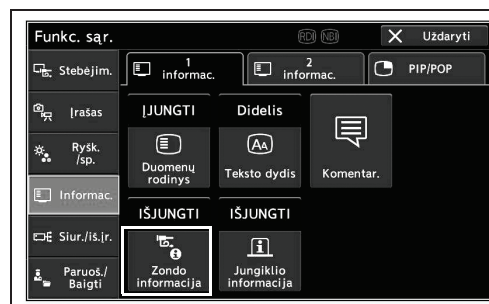 Funkc. sąr.
RDI NBI
Uždaryti
Stebėjim.
1
informac.
2
informac.
PIP/POP
Įrašas
ĮJUNGTI
Didelis
Ryšk.
/sp.
Duomenų
rodinys
AA
Teksto dydis
Komentar.
Informac.
IŠJUNGTI
IŠJUNGTI
Siur./iš.įr.
Paruoš./
Baigti
Zondo
informacija
Jungiklio
informacija